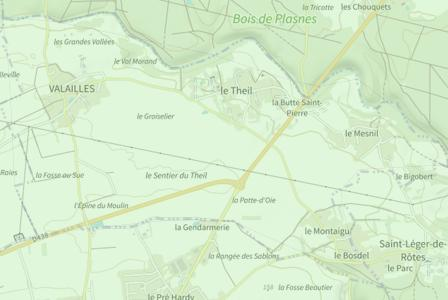 la Tricotte
les Chouquets
Bois de Plasnes
les Grandes Vallées
le Val Morand
VALAILLES
le Theil
la Butte Saint-
Pierre
le Groiselier
le Mesnil
la Fosse au Sue
le Sentier du Theil
le Bigobert
l'Épine du Moulin
la Patte-d'Oie
la Gendarmerie
le Montaigu
Saint-Léger-de-
Rôtes
la Rangée des Sablons
le Bosdel
le Parc
la Fosse Beautier
le Pré Hardy
D438